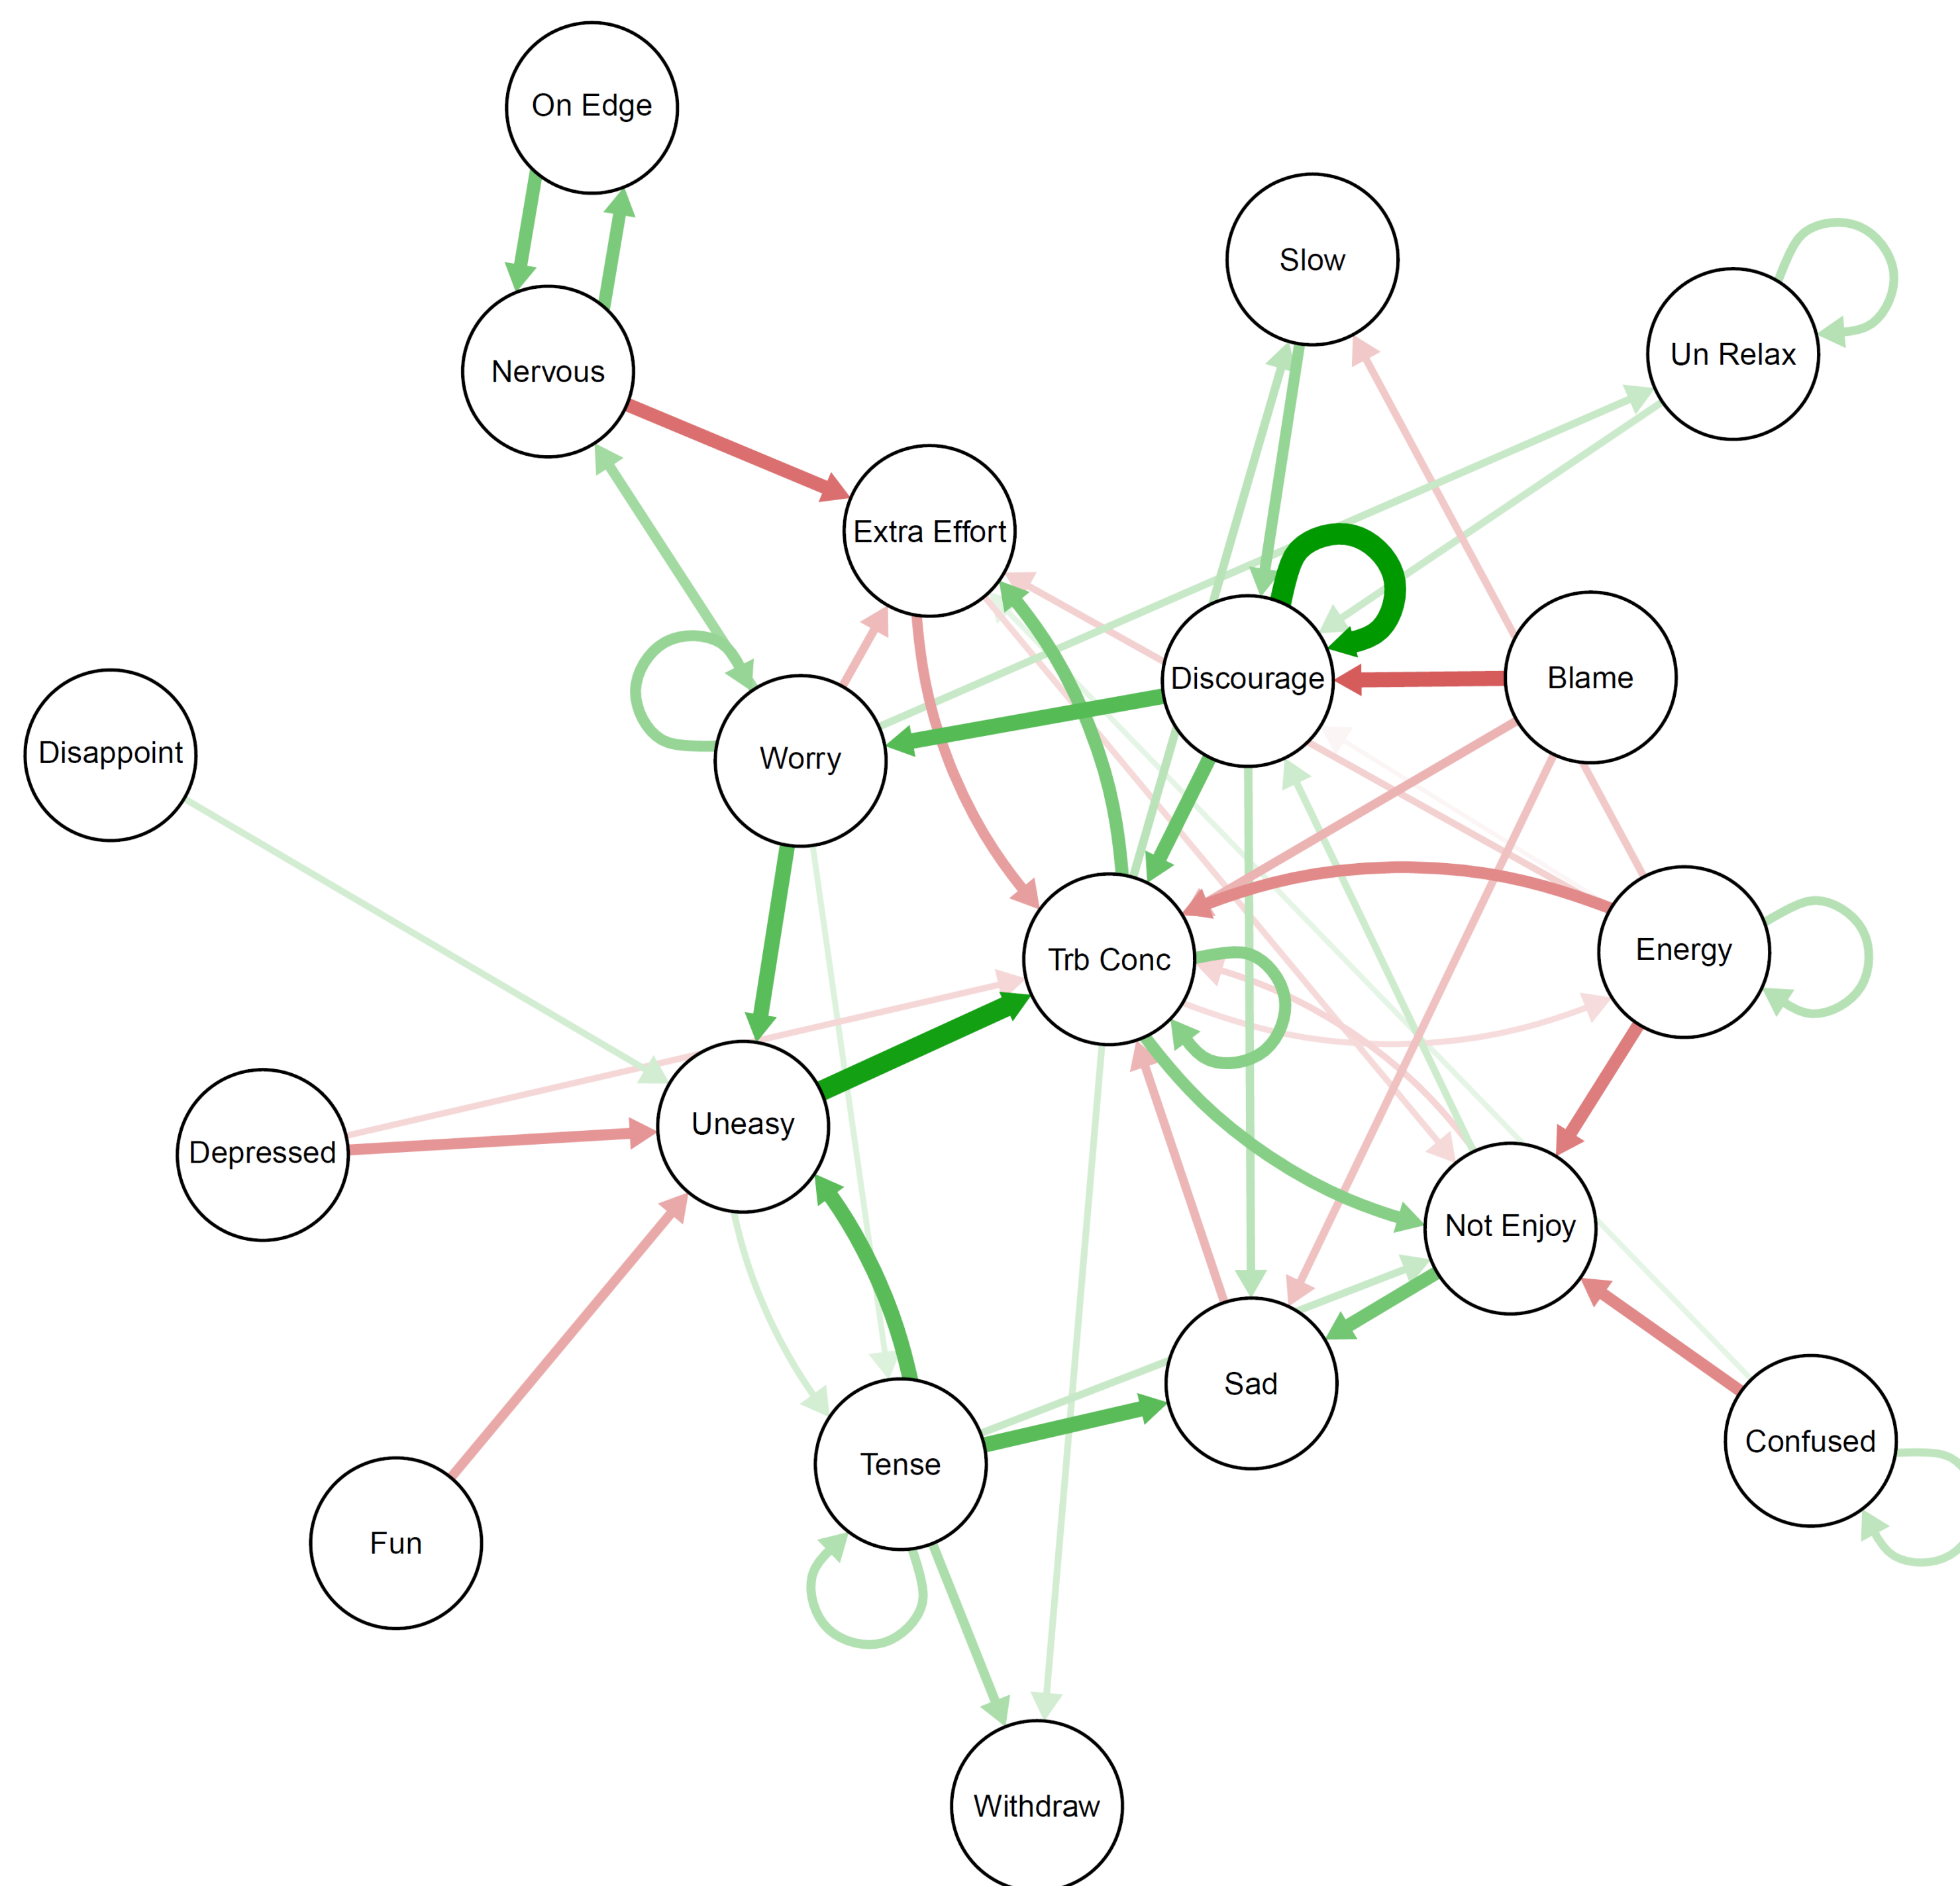 On Edge
Slow
Un Relax
Nervous
Extra Effort
Discourage
Blame
Disappoint
Worry
Trb Conc
Energy
Depressed
Uneasy
Not Enjoy
Sad
Confused
Tense
Fun
Withdraw